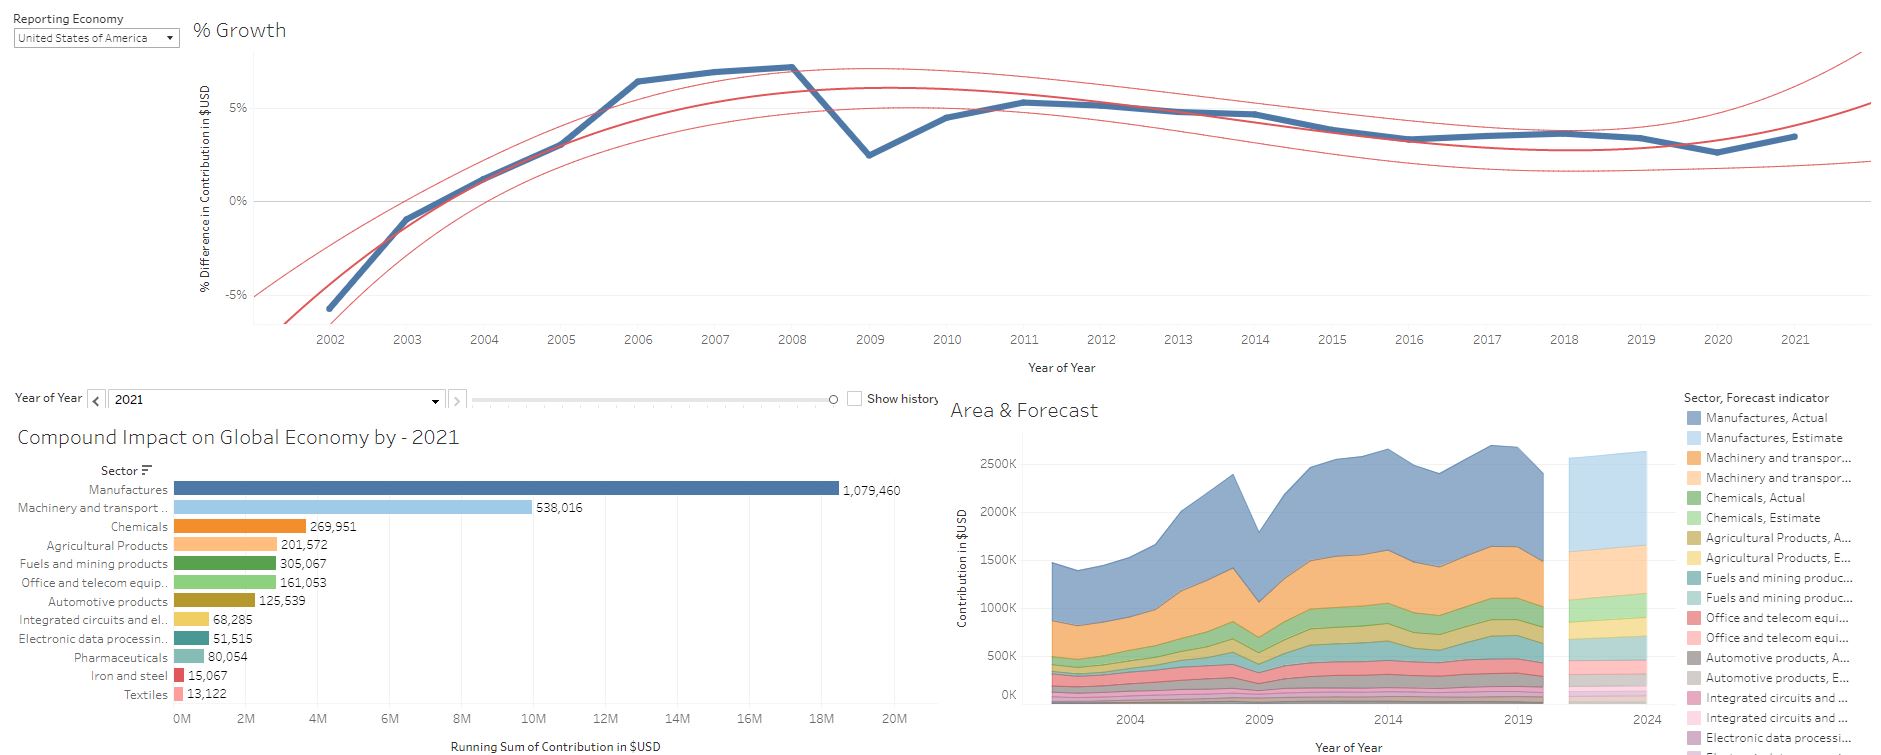 Reporting Economy
United States of America
% Growth
% Difference in Contribution in $USD
5%
0%
-5%
2002 2003 2004 2005 2006 2007 2008 2009 2010 2011 2012 2013 2014 2015 2016 2017 2018 2019 2020 2021
Year of Year
Year of Year < 2021 > Show history
Compound Impact on Global Economy by - 2021
Sector
Manufactures 1,079,460
Machinery and transport .. 538,016
Chemicals 269,951
Agricultural Products 201,572
Fuels and mining products 305,067
Office and telecom equip.. 161,053
Automotive products 125,539
Integrated circuits and el.. 68,285
Electronic data processin.. 51,515
Pharmaceuticals 80,054
Iron and steel 15,067
Textiles 13,122
0M 2M 4M 6M 8M 10M 12M 14M 16M 18M 20M
Running Sum of Contribution in $USD
Area & Forecast
Contribution in $USD
2500K
2000K
1500K
1000K
500K
0K
2004 2009 2014 2019 2024
Year of Year
Sector, Forecast indicator
Manufactures, Actual
Manufactures, Estimate
Machinery and transpor...
Machinery and transpor...
Chemicals, Actual
Chemicals, Estimate
Agricultural Products, A...
Agricultural Products, E...
Fuels and mining produc...
Fuels and mining produc...
Office and telecom equi...
Office and telecom equi...
Automotive products, A...
Automotive products, E...
Integrated circuits and ...
Integrated circuits and ...
Electronic data processi...